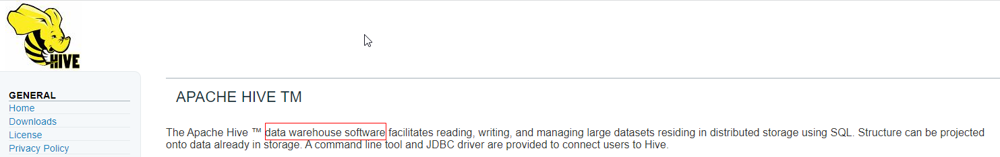 HIVE
GENERAL
Home
Downloads
License
Privacy Policy
APACHE HIVE TM
The Apache Hive ™ data warehouse software facilitates reading, writing, and managing large datasets residing in distributed storage using SQL. Structure can be projected
onto data already in storage. A command line tool and JDBC driver are provided to connect users to Hive.